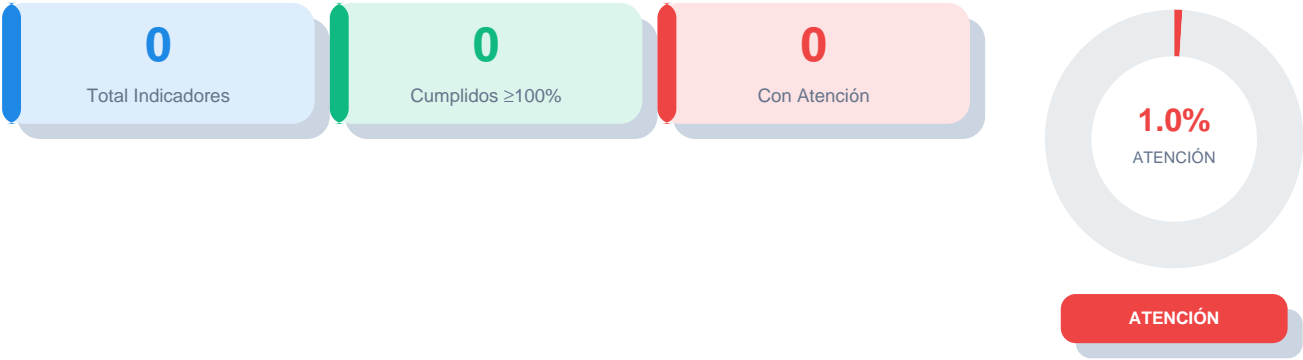 0
Total Indicadores
0
Cumplidos ≥100%
0
Con Atención
1.0%
ATENCIÓN
ATENCIÓN